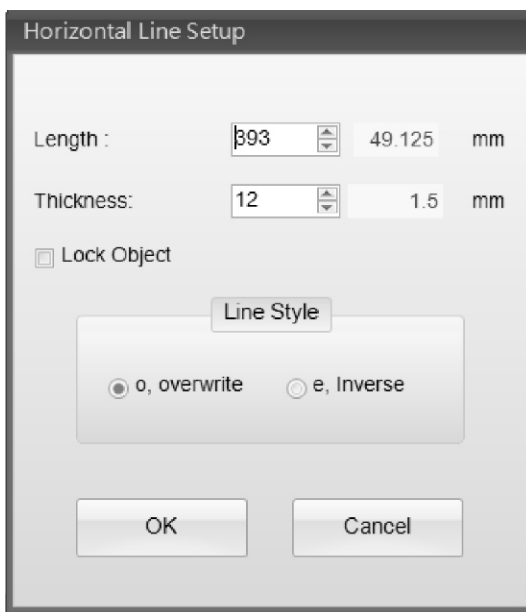 Horizontal Line Setup
Length : 393 49.125 mm
Thickness: 12 1.5 mm
Lock Object
Line Style
o, overwrite e, Inverse
OK Cancel